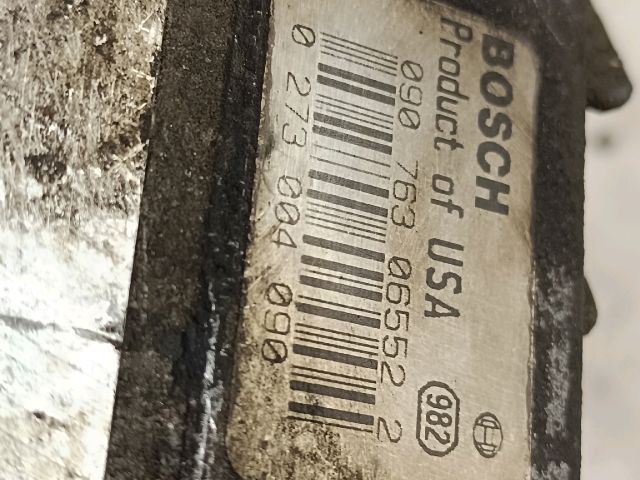 BOSCH
Product of USA
090 763 06552 2
0 273 004 090
982